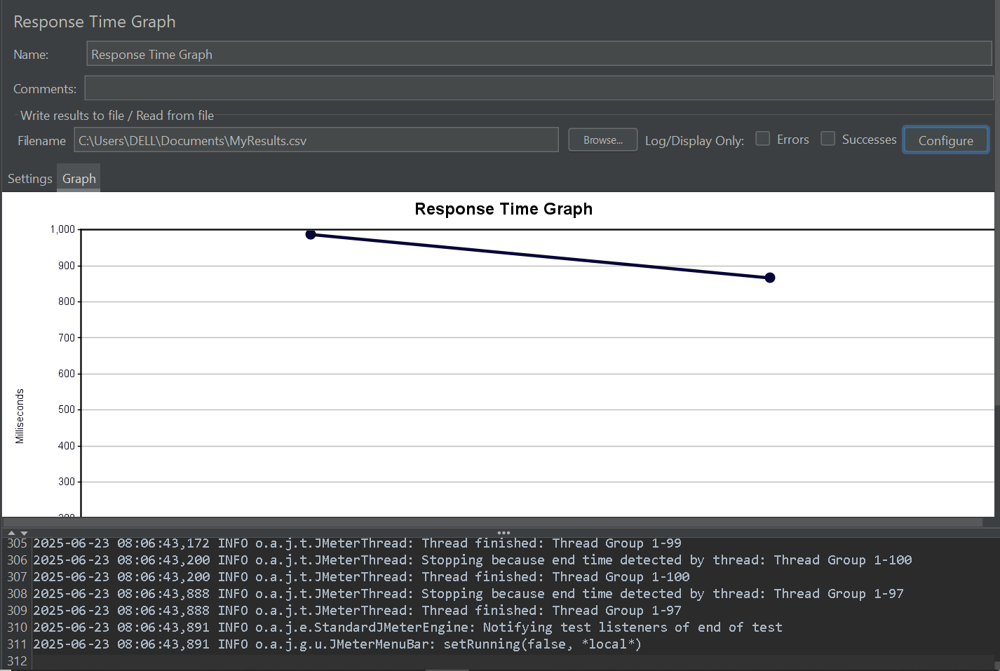 Response Time Graph
Name: Response Time Graph
Comments:
Write results to file / Read from file
Filename C:\Users\DELL\Documents\MyResults.csv Browse... Log/Display Only: Errors Successes Configure
Settings Graph
Response Time Graph
1,000
900
800
700
600
500
400
300
200
Milliseconds
305 2025-06-23 08:06:43,172 INFO o.a.j.t.JMeterThread: Thread finished: Thread Group 1-99
306 2025-06-23 08:06:43,200 INFO o.a.j.t.JMeterThread: Stopping because end time detected by thread: Thread Group 1-100
307 2025-06-23 08:06:43,200 INFO o.a.j.t.JMeterThread: Thread finished: Thread Group 1-100
308 2025-06-23 08:06:43,888 INFO o.a.j.t.JMeterThread: Stopping because end time detected by thread: Thread Group 1-97
309 2025-06-23 08:06:43,888 INFO o.a.j.t.JMeterThread: Thread finished: Thread Group 1-97
310 2025-06-23 08:06:43,891 INFO o.a.j.e.StandardJMeterEngine: Notifying test listeners of end of test
311 2025-06-23 08:06:43,891 INFO o.a.j.g.u.JMeterMenuBar: setRunning(false, *local*)
312